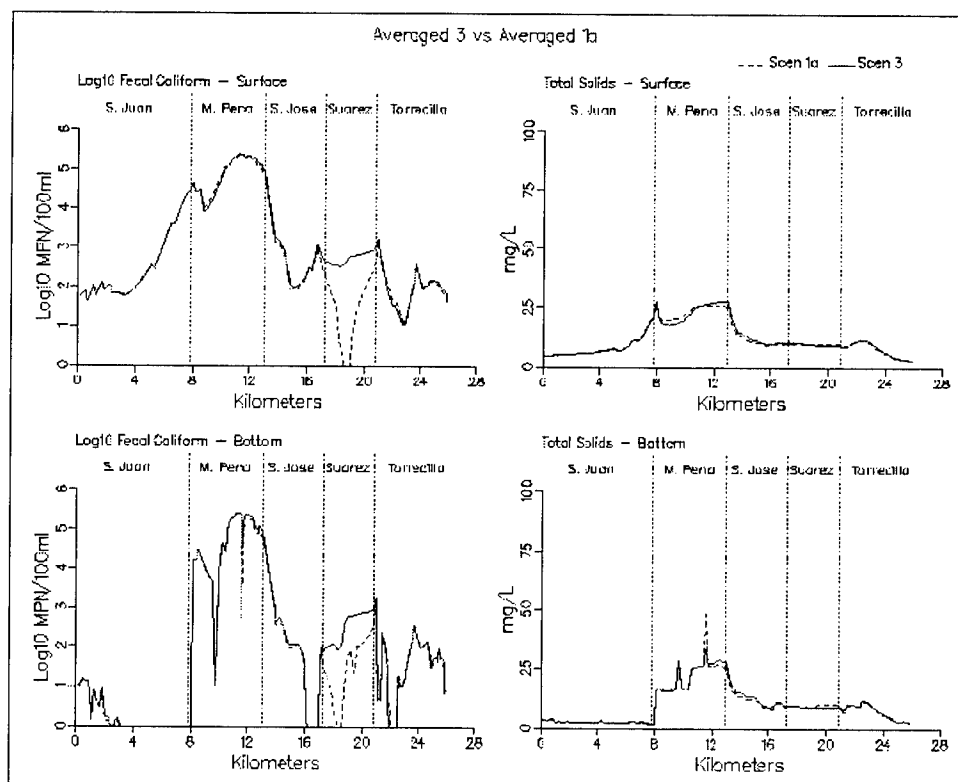 Averaged 3 vs Averaged 1a
--- Scen 1a — Scen 3
Log10 Fecal Caliform – Surface
S. Juan M. Pena S. Jose Suarez Torrecilla
Log10 MPN/100ml
0 1 2 3 4 5 6
0 4 8 12 16 20 24 28
Kilometers
Total Solids – Surface
S. Juan M. Pena S. Jose Suarez Torrecilla
mg/L
0 25 50 75 100
0 4 8 12 16 20 24 28
Kilometers
Log10 Fecal Caliform – Bottom
S. Juan M. Pena S. Jose Suarez Torrecilla
Log10 MPN/100ml
0 1 2 3 4 5 6
0 4 8 12 16 20 24 28
Kilometers
Total Solids – Bottom
S. Juan M. Pena S. Jose Suarez Torrecilla
mg/L
0 25 50 75 100
0 4 8 12 16 20 24 28
Kilometers